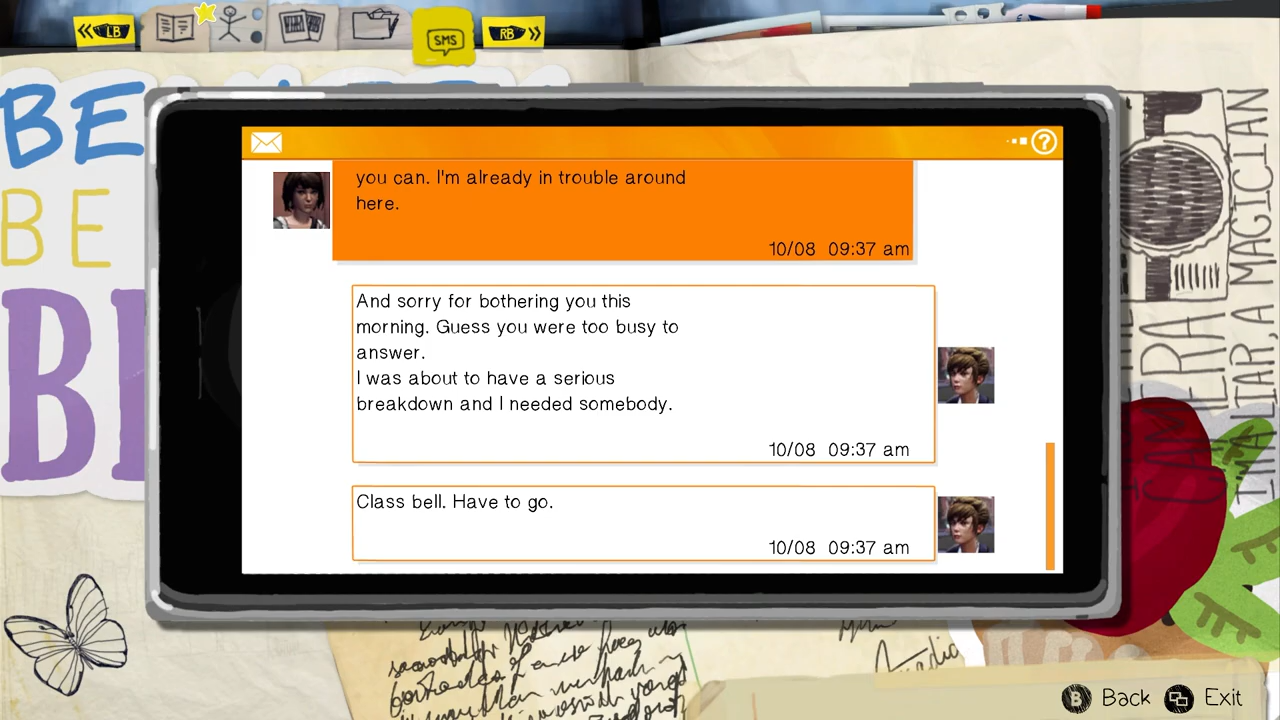 LB
SMS
RB
BE
BE
you can. I'm already in trouble around
here.
10/08 09:37 am
And sorry for bothering you this
morning. Guess you were too busy to
answer.
I was about to have a serious
breakdown and I needed somebody.
10/08 09:37 am
Class bell. Have to go.
10/08 09:37 am
I'M A LIAR, A MAGICIAN
B Back
Exit